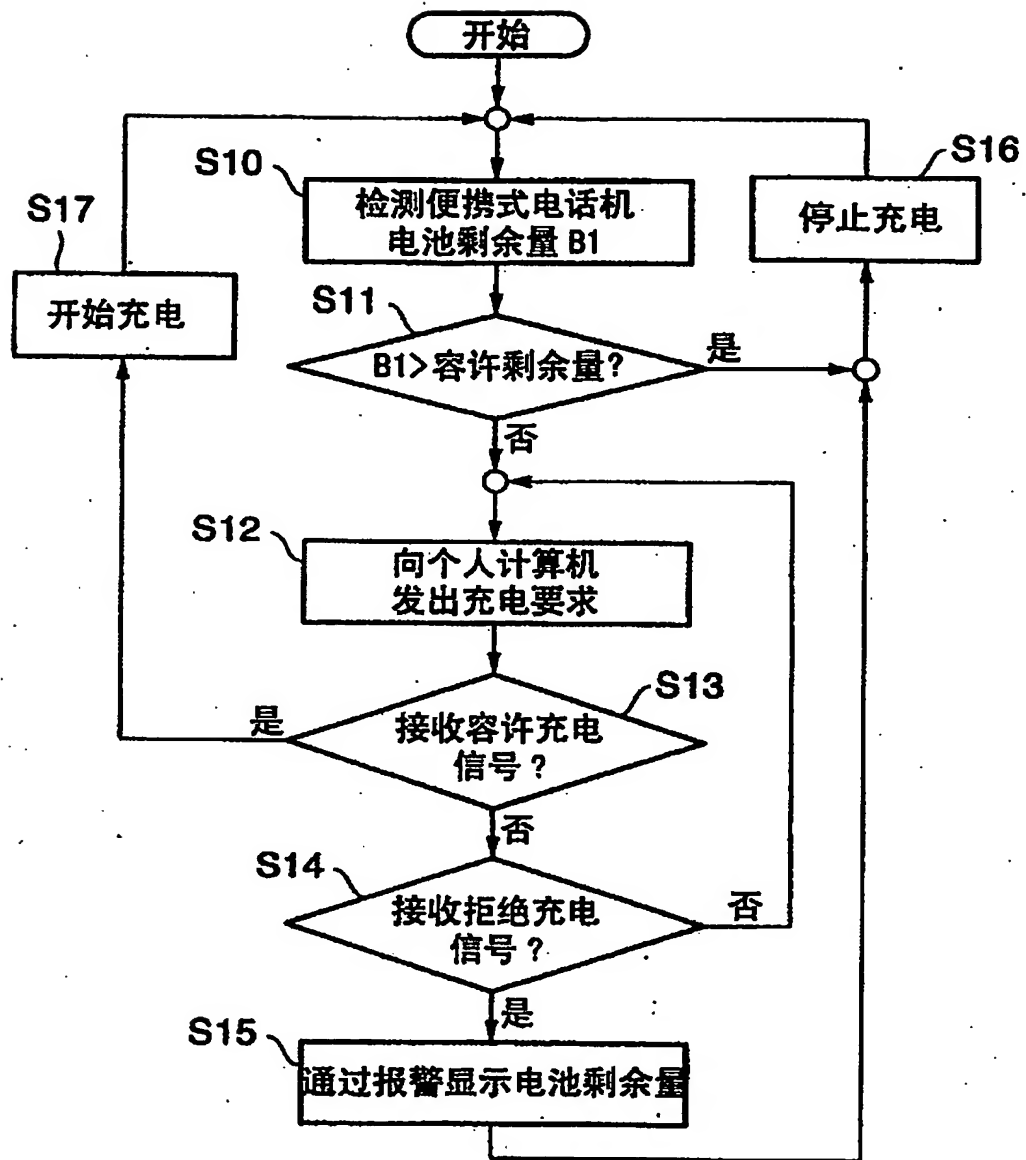 开始
S10
检测便携式电话机
电池剩余量 B1
S16
停止充电
S17
开始充电
S11
B1>容许剩余量?
是
否
S12
向个人计算机
发出充电要求
S13
接收容许充电
信号?
是
否
S14
接收拒绝充电
信号?
否
是
S15
通过报警显示电池剩余量